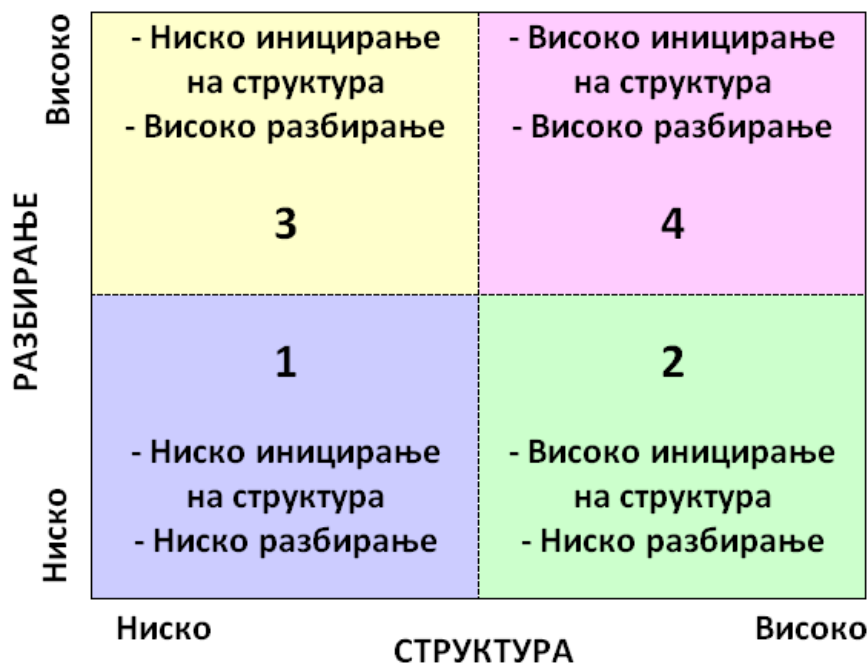 Високо
РАЗБИРАЊЕ
Ниско
- Ниско иницирање
на структура
- Високо разбирање
3
- Високо иницирање
на структура
- Високо разбирање
4
1
- Ниско иницирање
на структура
- Ниско разбирање
2
- Високо иницирање
на структура
- Ниско разбирање
Ниско
СТРУКТУРА
Високо